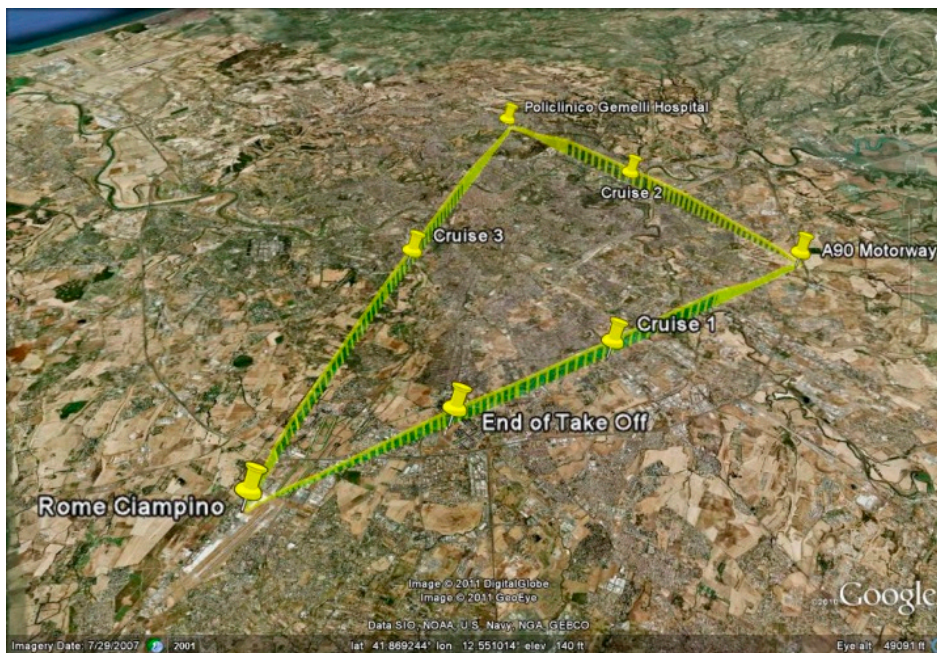 Policlinico Gemelli Hospital
Cruise 2
Cruise 3
A90 Motorway
Cruise 1
End of Take Off
Rome Ciampino
Image © 2011 DigitalGlobe
Image © 2011 GeoEye
©2010 Google
Data SIO, NOAA, U.S. Navy, NGA, GEBCO
Imagery Date: 7/29/2007 2001 lat 41.869244° lon 12.551014° elev 140 ft Eye alt 49091 ft